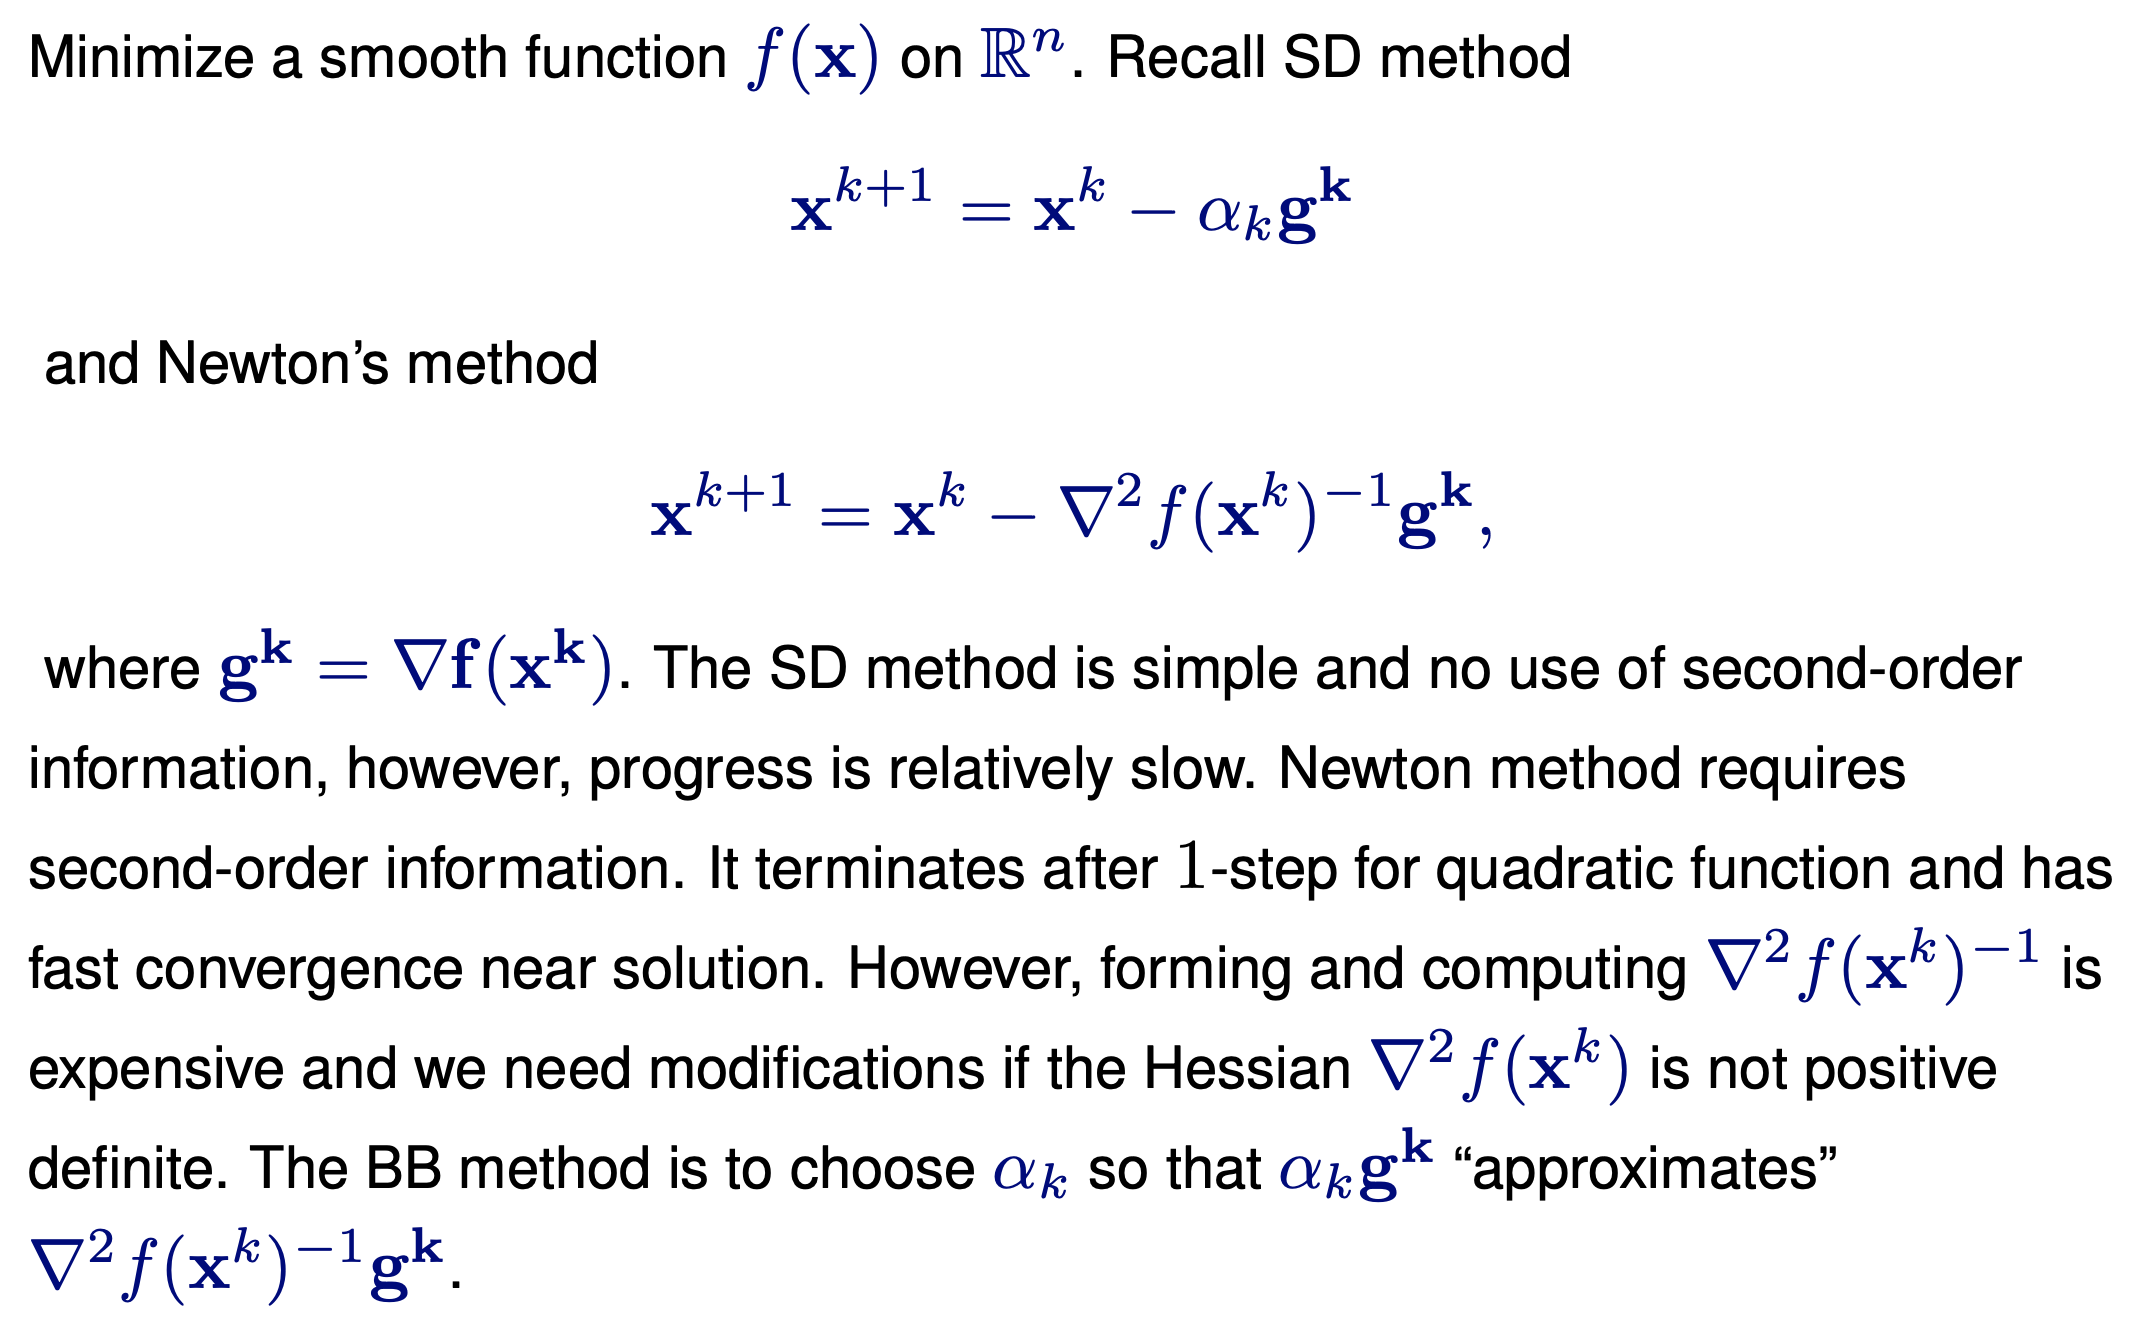 Minimize a smooth function $f(\mathbf{x})$ on $\mathbb{R}^n$. Recall SD method
$$\mathbf{x}^{k+1} = \mathbf{x}^k - \alpha_k \mathbf{g}^{\mathbf{k}}$$
and Newton’s method
$$\mathbf{x}^{k+1} = \mathbf{x}^k - \nabla^2 f(\mathbf{x}^k)^{-1} \mathbf{g}^{\mathbf{k}},$$
where $\mathbf{g}^{\mathbf{k}} = \nabla \mathbf{f}(\mathbf{x}^{\mathbf{k}})$. The SD method is simple and no use of second-order
information, however, progress is relatively slow. Newton method requires
second-order information. It terminates after $1$-step for quadratic function and has
fast convergence near solution. However, forming and computing $\nabla^2 f(\mathbf{x}^k)^{-1}$ is
expensive and we need modifications if the Hessian $\nabla^2 f(\mathbf{x}^k)$ is not positive
definite. The BB method is to choose $\alpha_k$ so that $\alpha_k \mathbf{g}^{\mathbf{k}}$ “approximates”
$\nabla^2 f(\mathbf{x}^k)^{-1} \mathbf{g}^{\mathbf{k}}$.